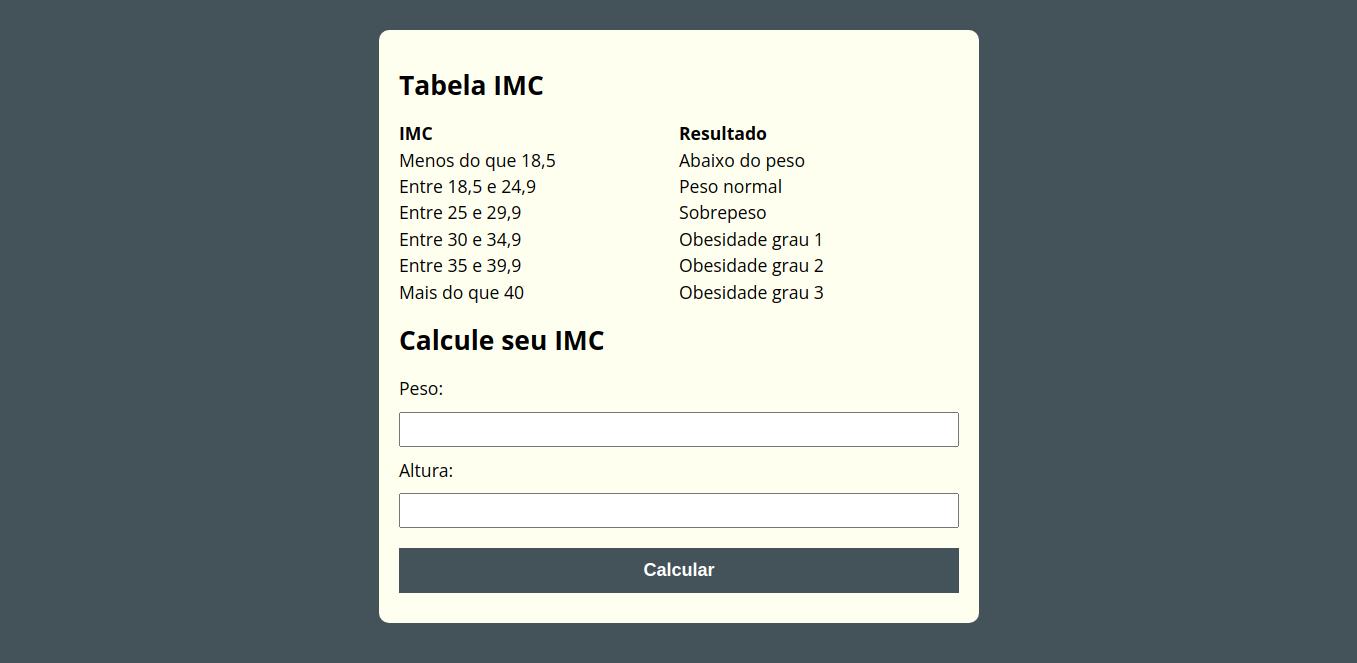 Tabela IMC
IMC Resultado
Menos do que 18,5 Abaixo do peso
Entre 18,5 e 24,9 Peso normal
Entre 25 e 29,9 Sobrepeso
Entre 30 e 34,9 Obesidade grau 1
Entre 35 e 39,9 Obesidade grau 2
Mais do que 40 Obesidade grau 3
Calcule seu IMC
Peso:
Altura:
Calcular